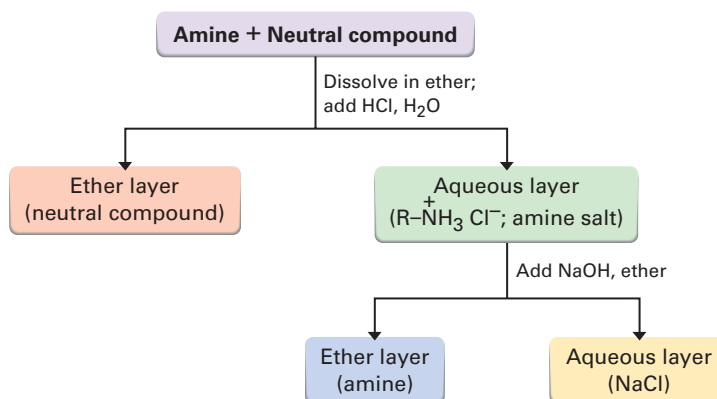 Amine + Neutral compound
Dissolve in ether;
add HCl, H₂O
Ether layer
(neutral compound)
Aqueous layer
(R–N⁺H₃ Cl⁻; amine salt)
Add NaOH, ether
Ether layer
(amine)
Aqueous layer
(NaCl)